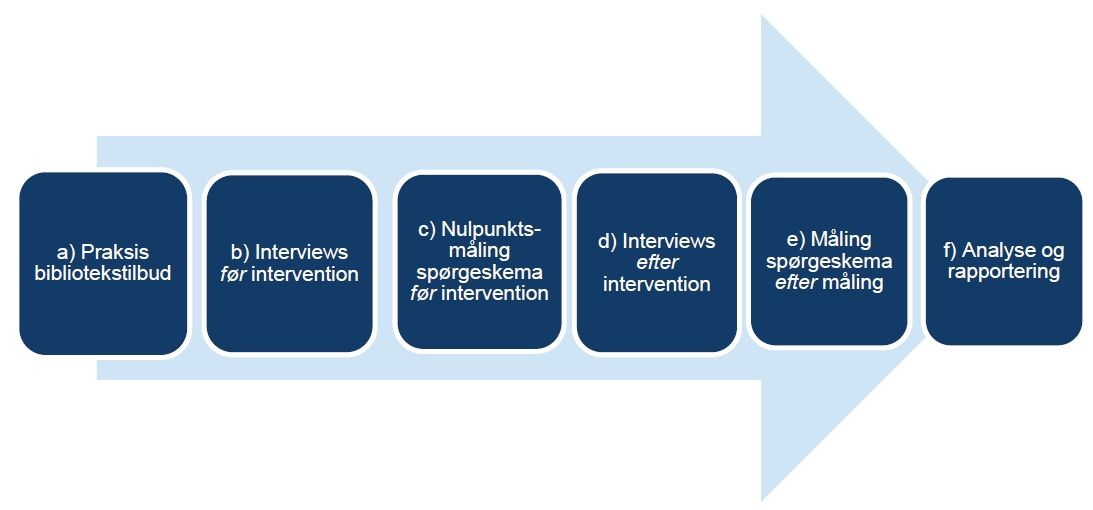 a) Praksis
bibliotekstilbud
b) Interviews
før intervention
c) Nulpunkts-
måling
spørgeskema
før intervention
d) Interviews
efter
intervention
e) Måling
spørgeskema
efter måling
f) Analyse og
rapportering